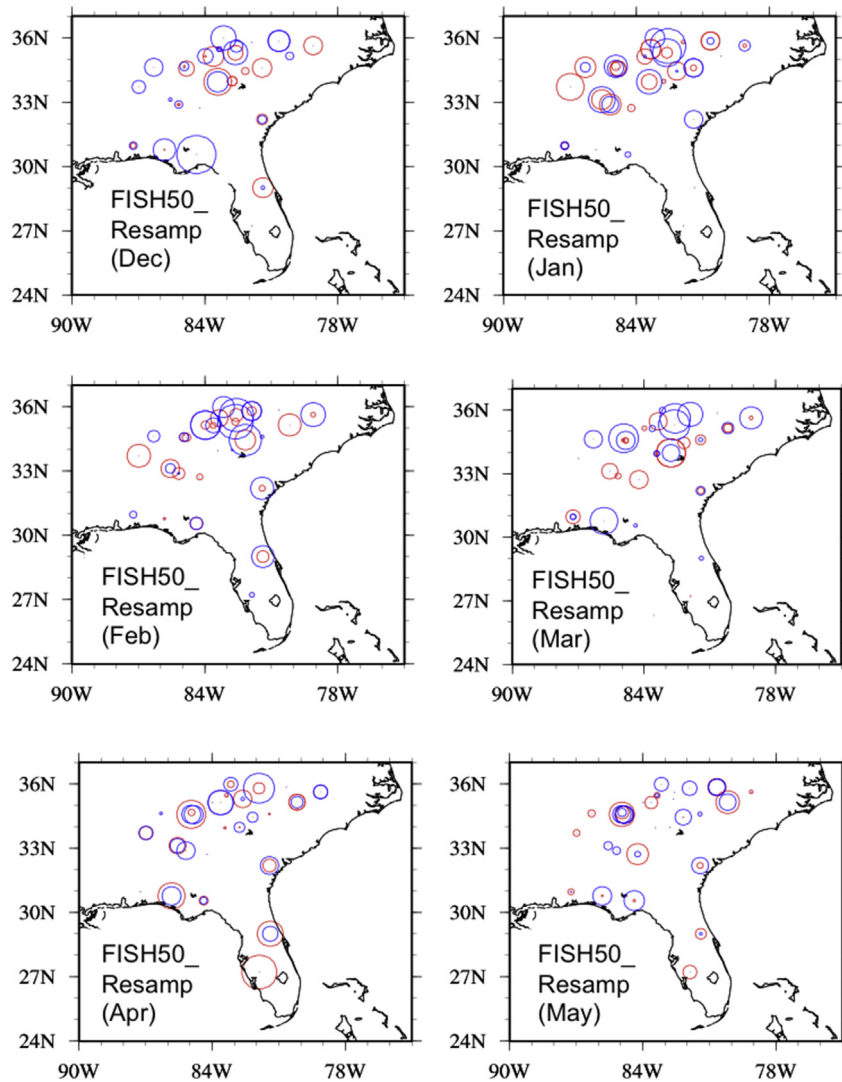 36N
33N
30N
27N
24N
FISH50_
Resamp
(Dec)
90W 84W 78W
36N
33N
30N
27N
24N
FISH50_
Resamp
(Jan)
90W 84W 78W
36N
33N
30N
27N
24N
FISH50_
Resamp
(Feb)
90W 84W 78W
36N
33N
30N
27N
24N
FISH50_
Resamp
(Mar)
90W 84W 78W
36N
33N
30N
27N
24N
FISH50_
Resamp
(Apr)
90W 84W 78W
36N
33N
30N
27N
24N
FISH50_
Resamp
(May)
90W 84W 78W